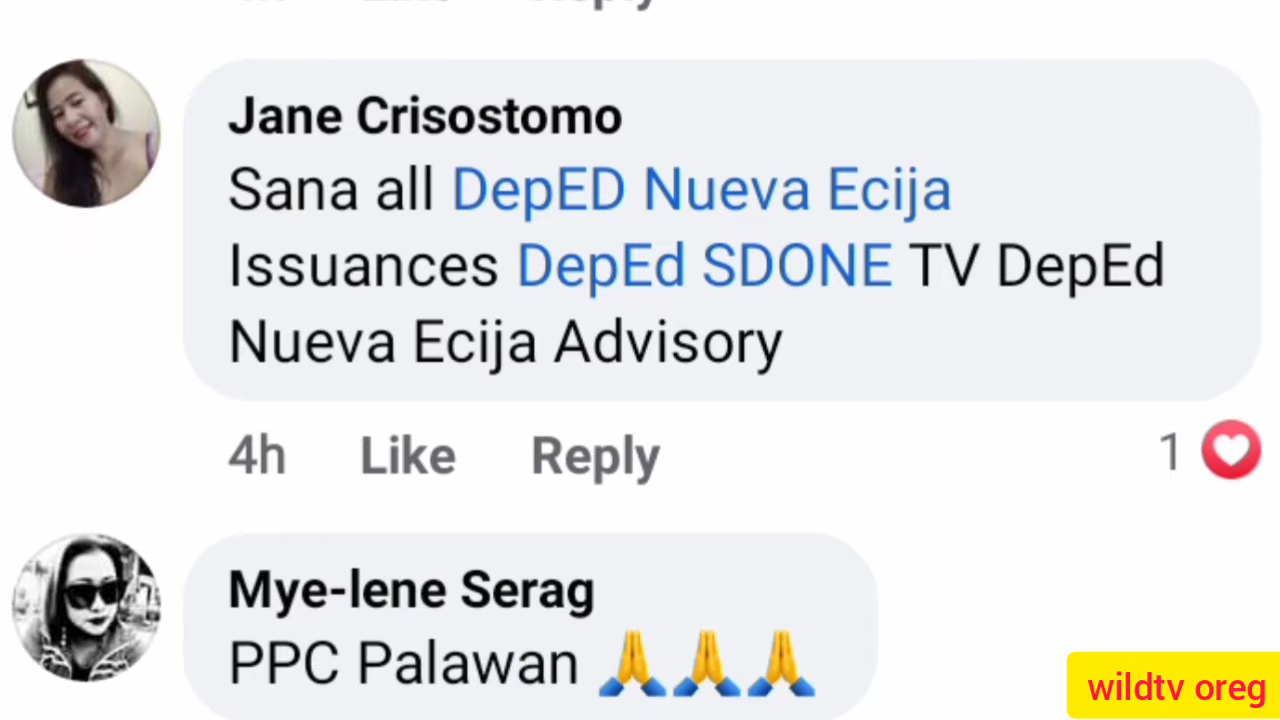 Jane Crisostomo
Sana all DepED Nueva Ecija
Issuances DepEd SDONE TV DepEd
Nueva Ecija Advisory
4h Like Reply 1
Mye-lene Serag
PPC Palawan 🙏🙏🙏
wildtv oreg